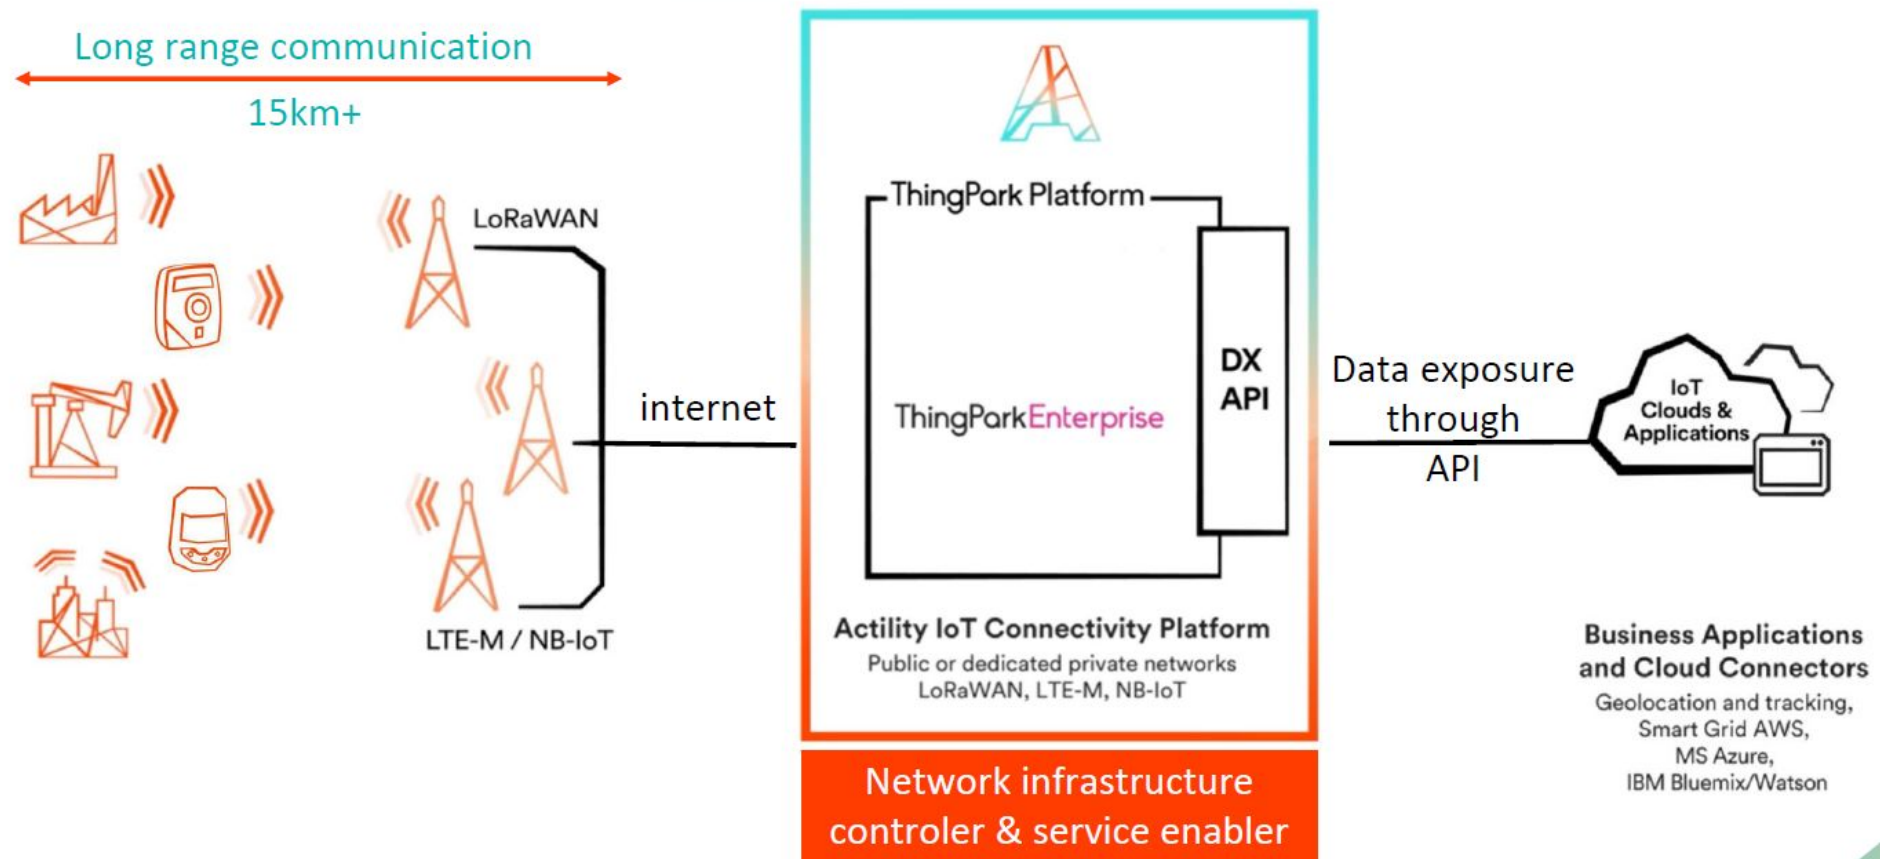 Long range communication
15km+
LoRaWAN
LTE-M / NB-IoT
internet
ThingPark Platform
ThingParkEnterprise
DX
API
Actility IoT Connectivity Platform
Public or dedicated private networks
LoRaWAN, LTE-M, NB-IoT
Network infrastructure
controler & service enabler
Data exposure
through
API
IoT
Clouds &
Applications
Business Applications
and Cloud Connectors
Geolocation and tracking,
Smart Grid AWS,
MS Azure,
IBM Bluemix/Watson